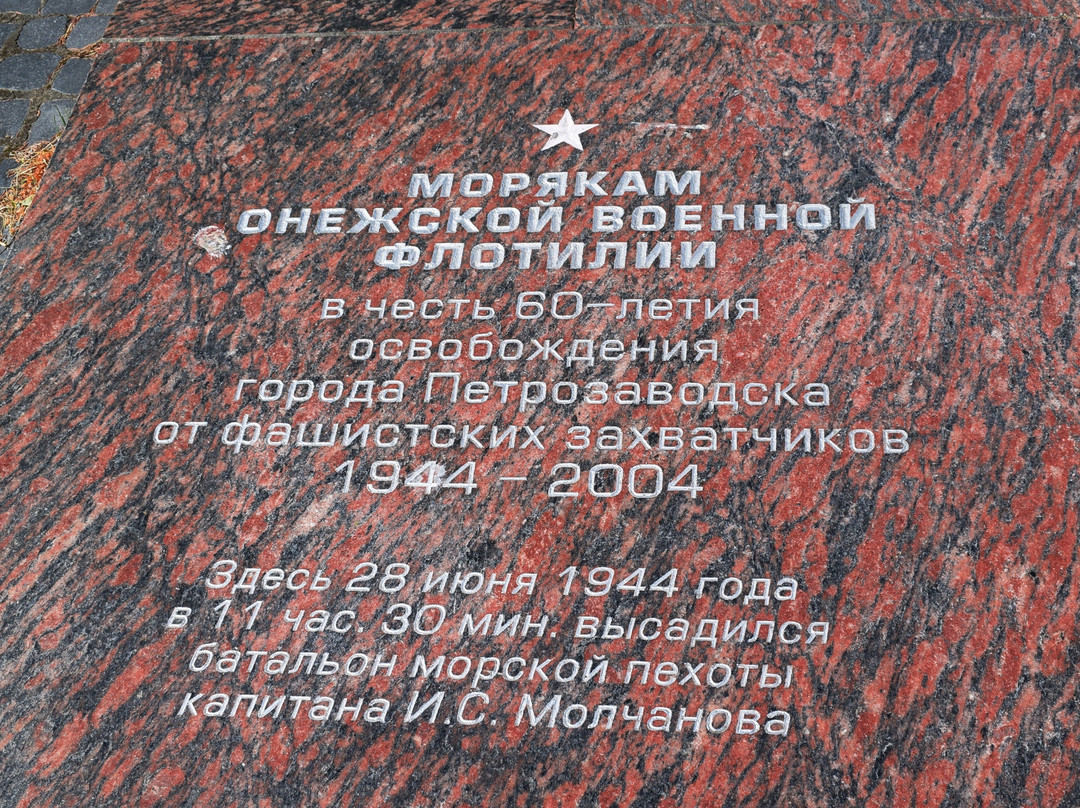 МОРЯКАМ
ОНЕЖСКОЙ ВОЕННОЙ
ФЛОТИЛИИ
в честь 60-летия
освобождения
города Петрозаводска
от фашистских захватчиков
1944 - 2004
Здесь 28 июня 1944 года
в 11 час. 30 мин. высадился
батальон морской пехоты
капитана И.С. Молчанова